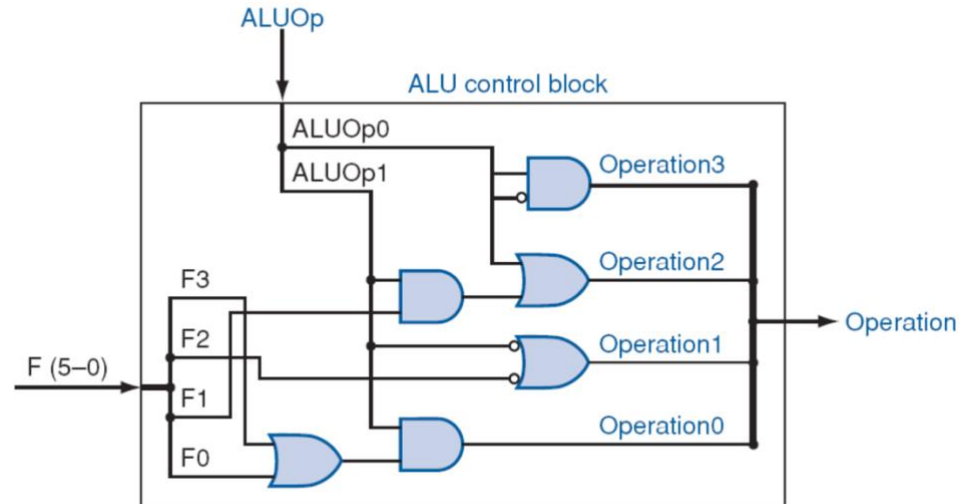 ALUOp
ALU control block
ALUOp0
ALUOp1
Operation3
Operation2
F3
F2
F (5–0)
F1
F0
Operation
Operation1
Operation0